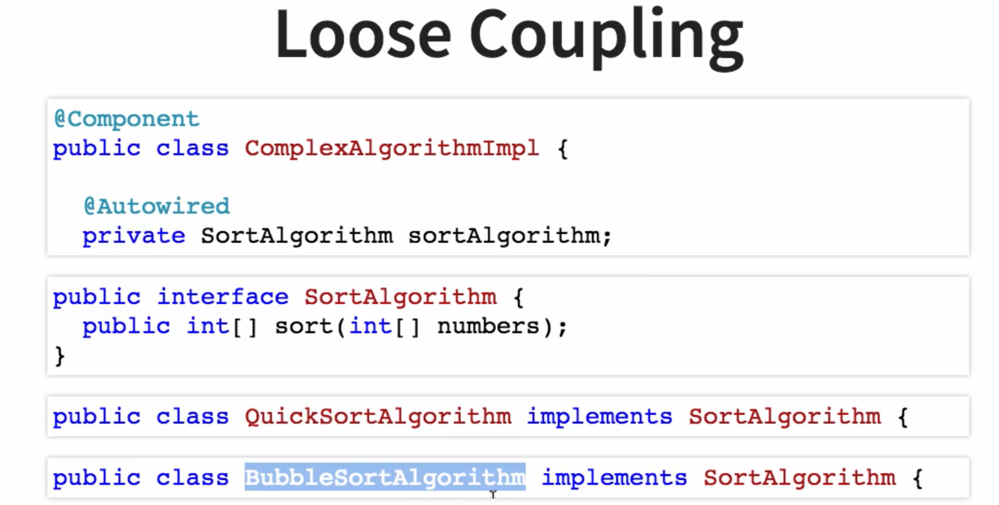 Loose Coupling
@Component
public class ComplexAlgorithmImpl {
@Autowired
private SortAlgorithm sortAlgorithm;
public interface SortAlgorithm {
public int[] sort(int[] numbers);
}
public class QuickSortAlgorithm implements SortAlgorithm {
public class BubbleSortAlgorithm implements SortAlgorithm {